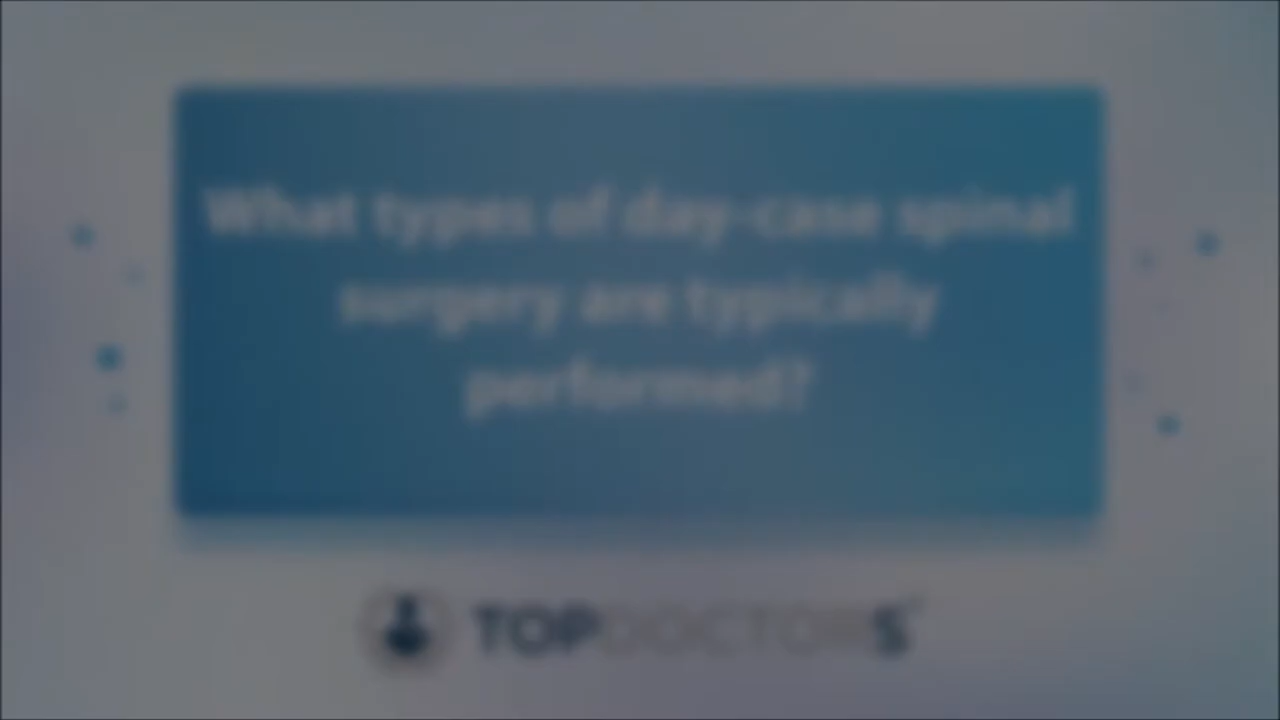 What types of day-case spinal
surgery are typically
performed?
TOPDOCTORS